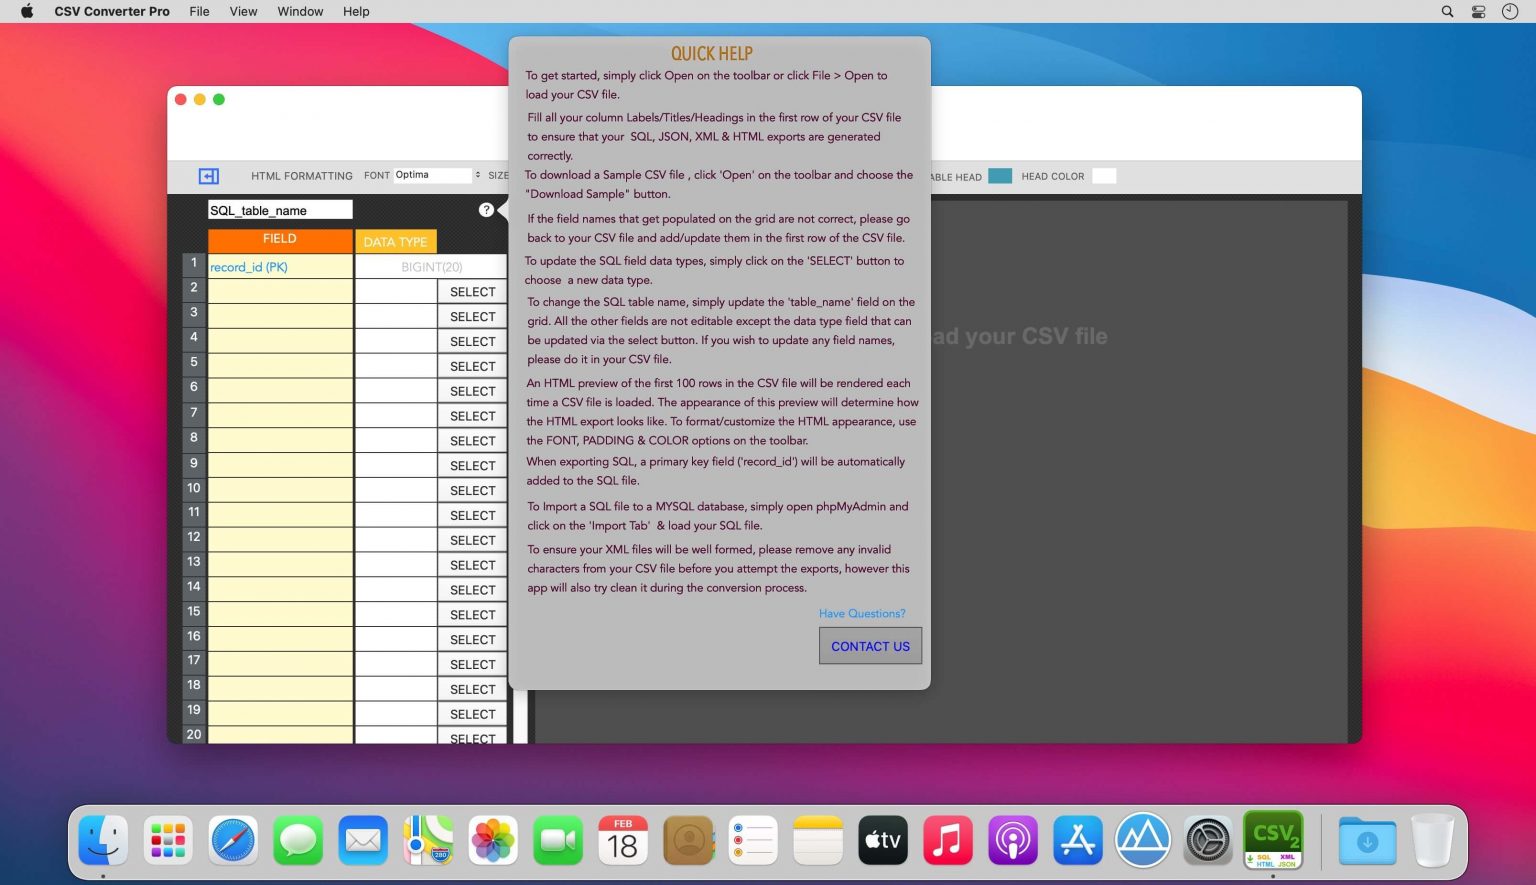 CSV Converter Pro File View Window Help
QUICK HELP
To get started, simply click Open on the toolbar or click File > Open to
load your CSV file.
Fill all your column Labels/Titles/Headings in the first row of your CSV file
to ensure that your SQL, JSON, XML & HTML exports are generated
correctly.
To download a Sample CSV file , click 'Open' on the toolbar and choose the
"Download Sample" button.
If the field names that get populated on the grid are not correct, please go
back to your CSV file and add/update them in the first row of the CSV file.
To update the SQL field data types, simply click on the 'SELECT' button to
choose a new data type.
To change the SQL table name, simply update the 'table_name' field on the
grid. All the other fields are not editable except the data type field that can
be updated via the select button. If you wish to update any field names,
please do it in your CSV file.
An HTML preview of the first 100 rows in the CSV file will be rendered each
time a CSV file is loaded. The appearance of this preview will determine how
the HTML export looks like. To format/customize the HTML appearance, use
the FONT, PADDING & COLOR options on the toolbar.
When exporting SQL, a primary key field ('record_id') will be automatically
added to the SQL file.
To Import a SQL file to a MYSQL database, simply open phpMyAdmin and
click on the 'Import Tab' & load your SQL file.
To ensure your XML files will be well formed, please remove any invalid
characters from your CSV file before you attempt the exports, however this
app will also try clean it during the conversion process.
Have Questions?
CONTACT US
HTML FORMATTING FONT Optima SIZE
ABLE HEAD HEAD COLOR
SQL_table_name ?
FIELD DATA TYPE
1 record_id (PK) BIGINT(20)
2 SELECT
3 SELECT
4 SELECT
5 SELECT
6 SELECT
7 SELECT
8 SELECT
9 SELECT
10 SELECT
11 SELECT
12 SELECT
13 SELECT
14 SELECT
15 SELECT
16 SELECT
17 SELECT
18 SELECT
19 SELECT
20 SELECT
ad your CSV file
280
FEB
18
tv
CSV 2
SQL XML
HTML JSON